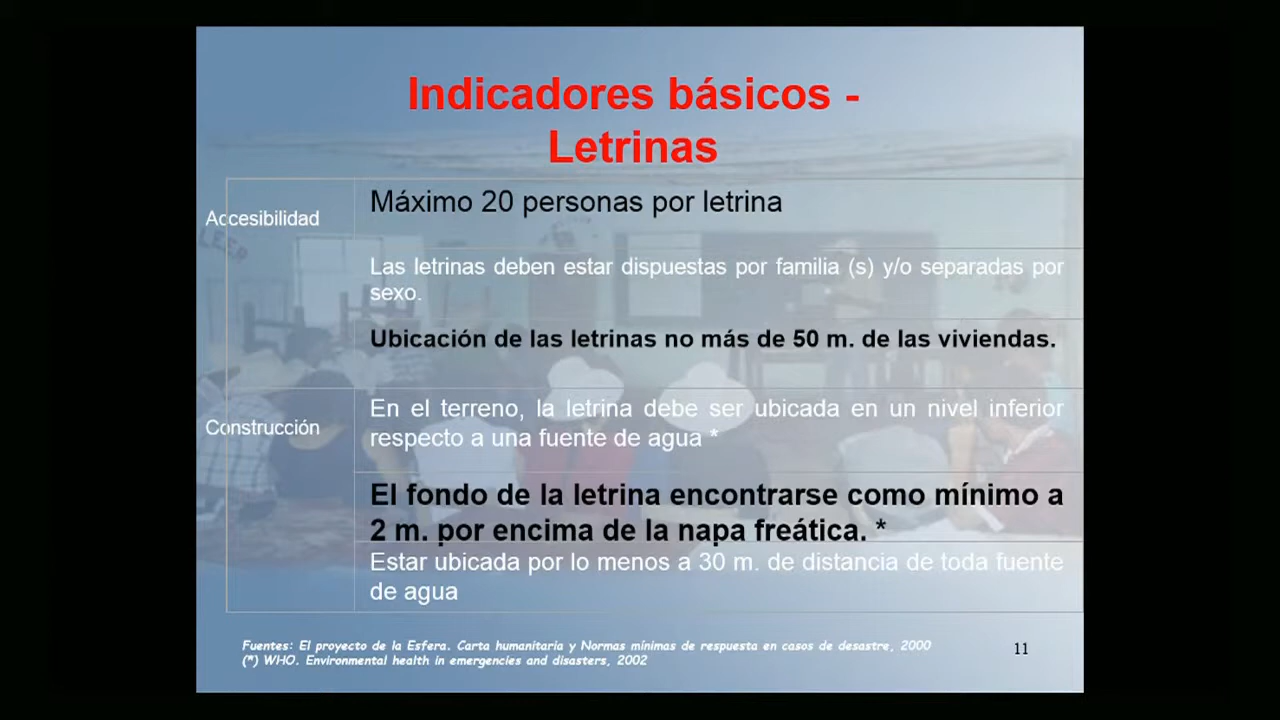 Indicadores básicos -
Letrinas
Accesibilidad
Máximo 20 personas por letrina
Las letrinas deben estar dispuestas por familia (s) y/o separadas por
sexo.
Ubicación de las letrinas no más de 50 m. de las viviendas.
Construcción
En el terreno, la letrina debe ser ubicada en un nivel inferior
respecto a una fuente de agua *
El fondo de la letrina encontrarse como mínimo a
2 m. por encima de la napa freática. *
Estar ubicada por lo menos a 30 m. de distancia de toda fuente
de agua
Fuentes: El proyecto de la Esfera. Carta humanitaria y Normas mínimas de respuesta en casos de desastre, 2000
(*) WHO. Environmental health in emergencies and disasters, 2002
11